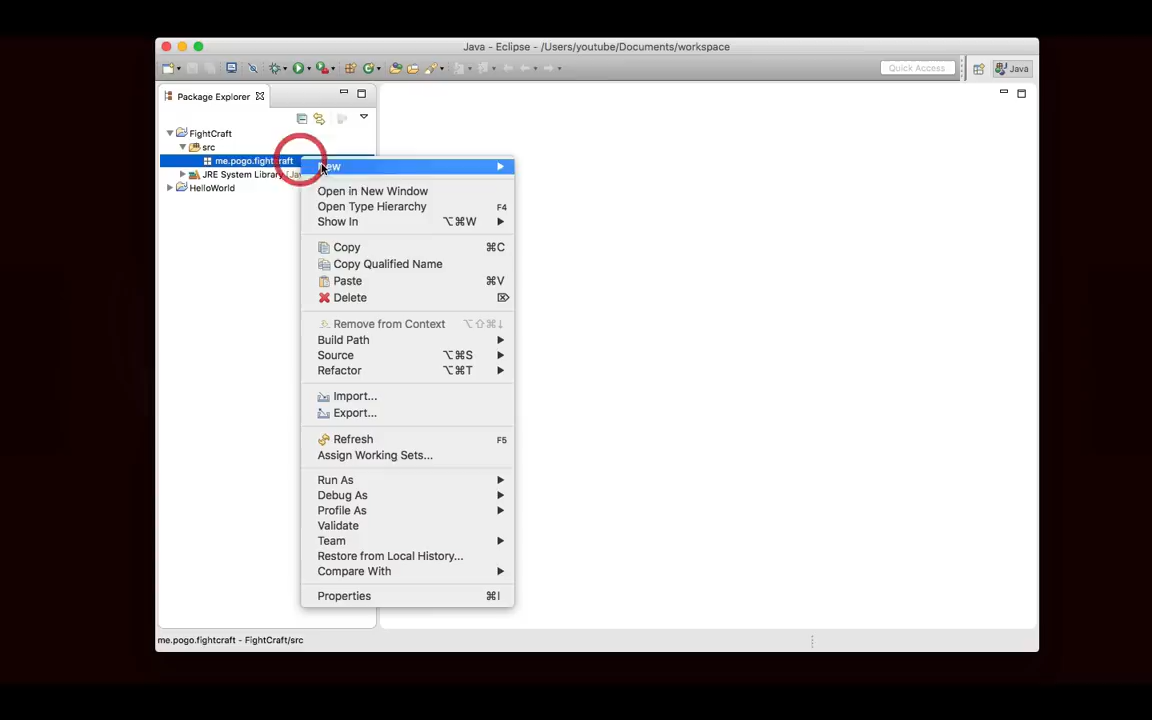 Java - Eclipse - /Users/youtube/Documents/workspace
Quick Access
Java
Package Explorer
FightCraft
src
me.pogo.fightcraft
JRE System Library [Ja
HelloWorld
New
Open in New Window
Open Type Hierarchy F4
Show In ⌥⌘W
Copy ⌘C
Copy Qualified Name
Paste ⌘V
Delete ⌦
Remove from Context ⌥⇧⌘↓
Build Path
Source ⌥⌘S
Refactor ⌥⌘T
Import...
Export...
Refresh F5
Assign Working Sets...
Run As
Debug As
Profile As
Validate
Team
Restore from Local History...
Compare With
Properties ⌘I
me.pogo.fightcraft - FightCraft/src